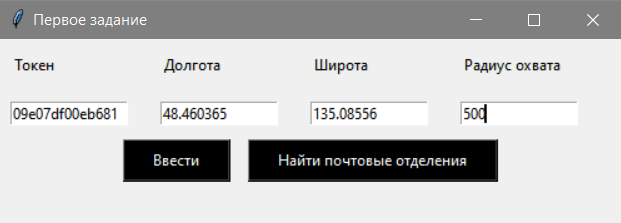 Первое задание
Токен Долгота Широта Радиус охвата
09e07df00eb681 48.460365 135.08556 500
Ввести Найти почтовые отделения